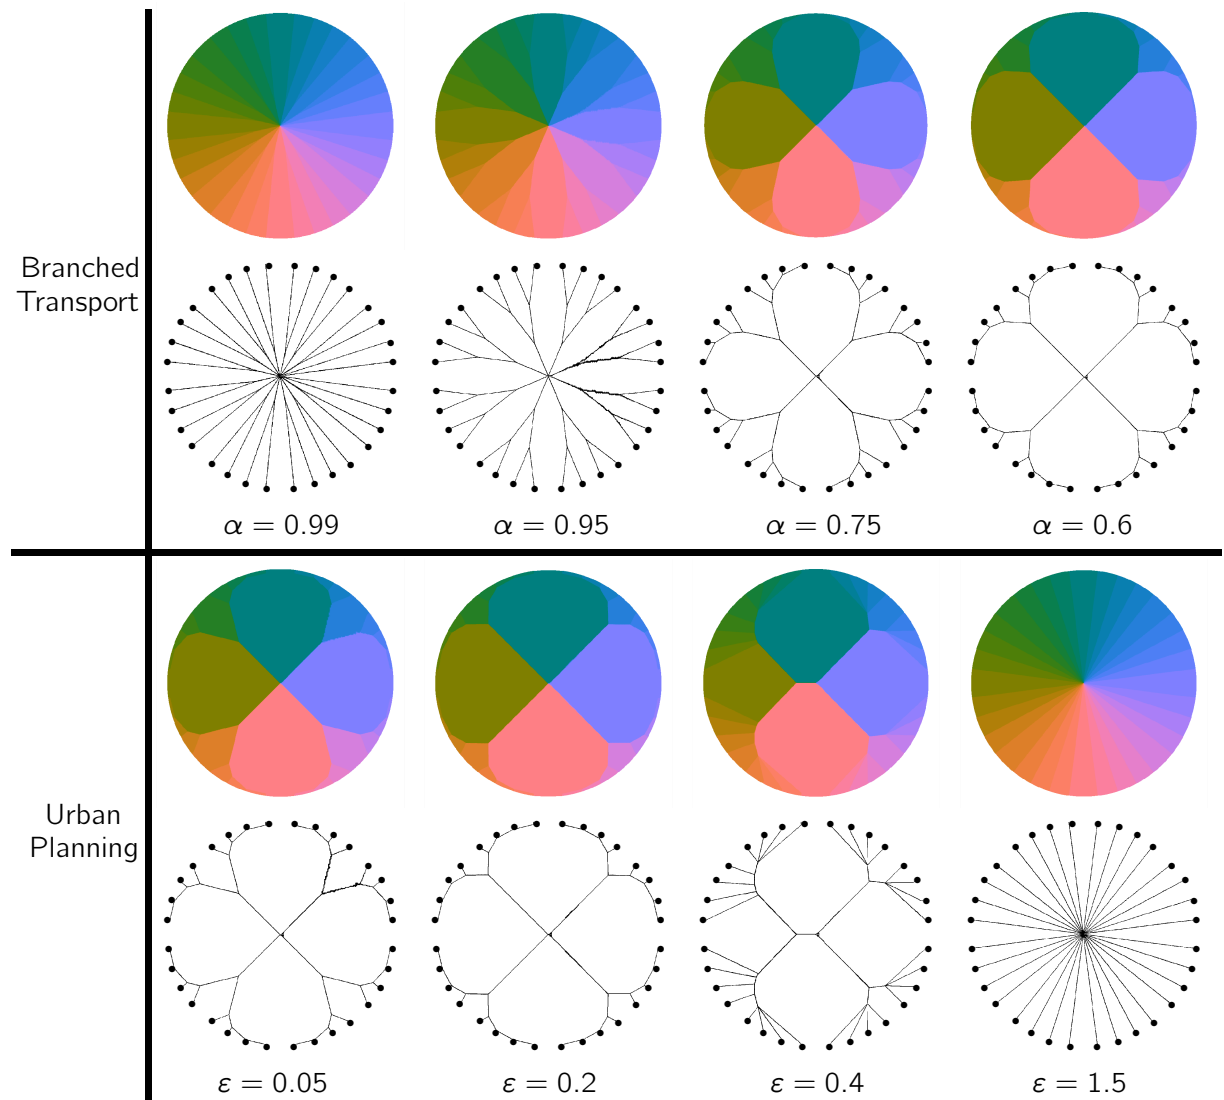 Branched
Transport
α = 0.99
α = 0.95
α = 0.75
α = 0.6
Urban
Planning
ε = 0.05
ε = 0.2
ε = 0.4
ε = 1.5